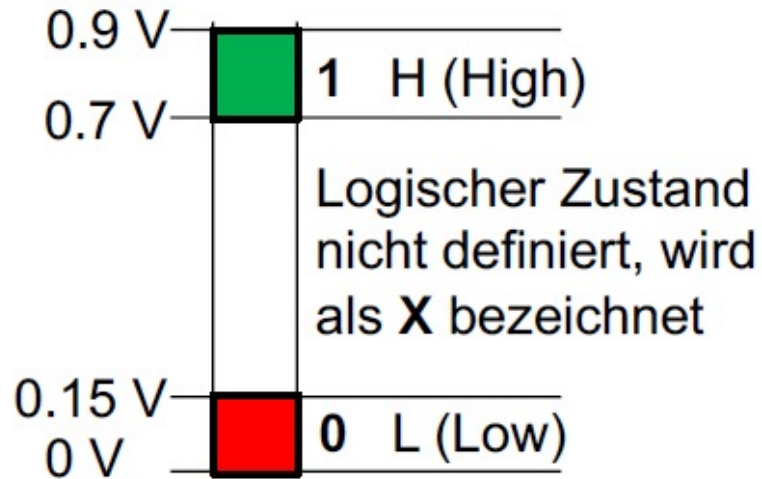 0.9 V
1 H (High)
0.7 V
Logischer Zustand
nicht definiert, wird
als X bezeichnet
0.15 V
0 L (Low)
0 V